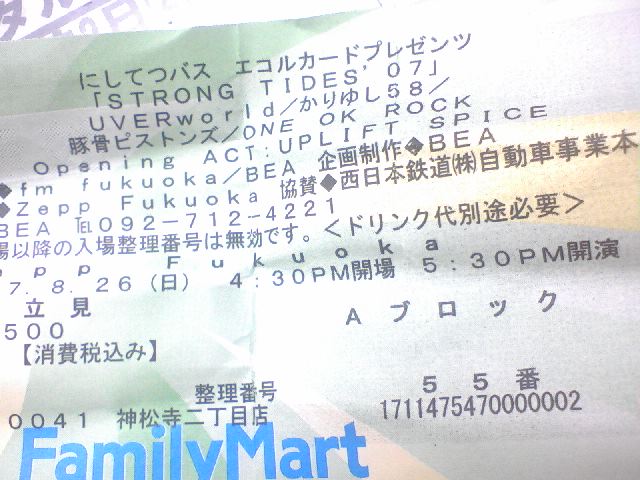 にしてつバス エコルカードプレゼンツ
「STRONG TIDES'07」
UVERworld/かりゆし58/
豚骨ピストンズ/ONE OK ROCK
Opening ACT:UPLIFT SPICE
◆fm fukuoka/BEA 企画制作◆BEA
◆Zepp Fukuoka 協賛◆西日本鉄道㈱自動車事業本
BEA ℡092-712-4221
場以降の入場整理番号は無効です。<ドリンク代別途必要>
epp Fukuoka
7.8.26(日) 4:30PM開場 5:30PM開演
立見 Aブロック
500
【消費税込み】
整理番号 55番
0041 神松寺二丁目店 1711475470000002
FamilyMart